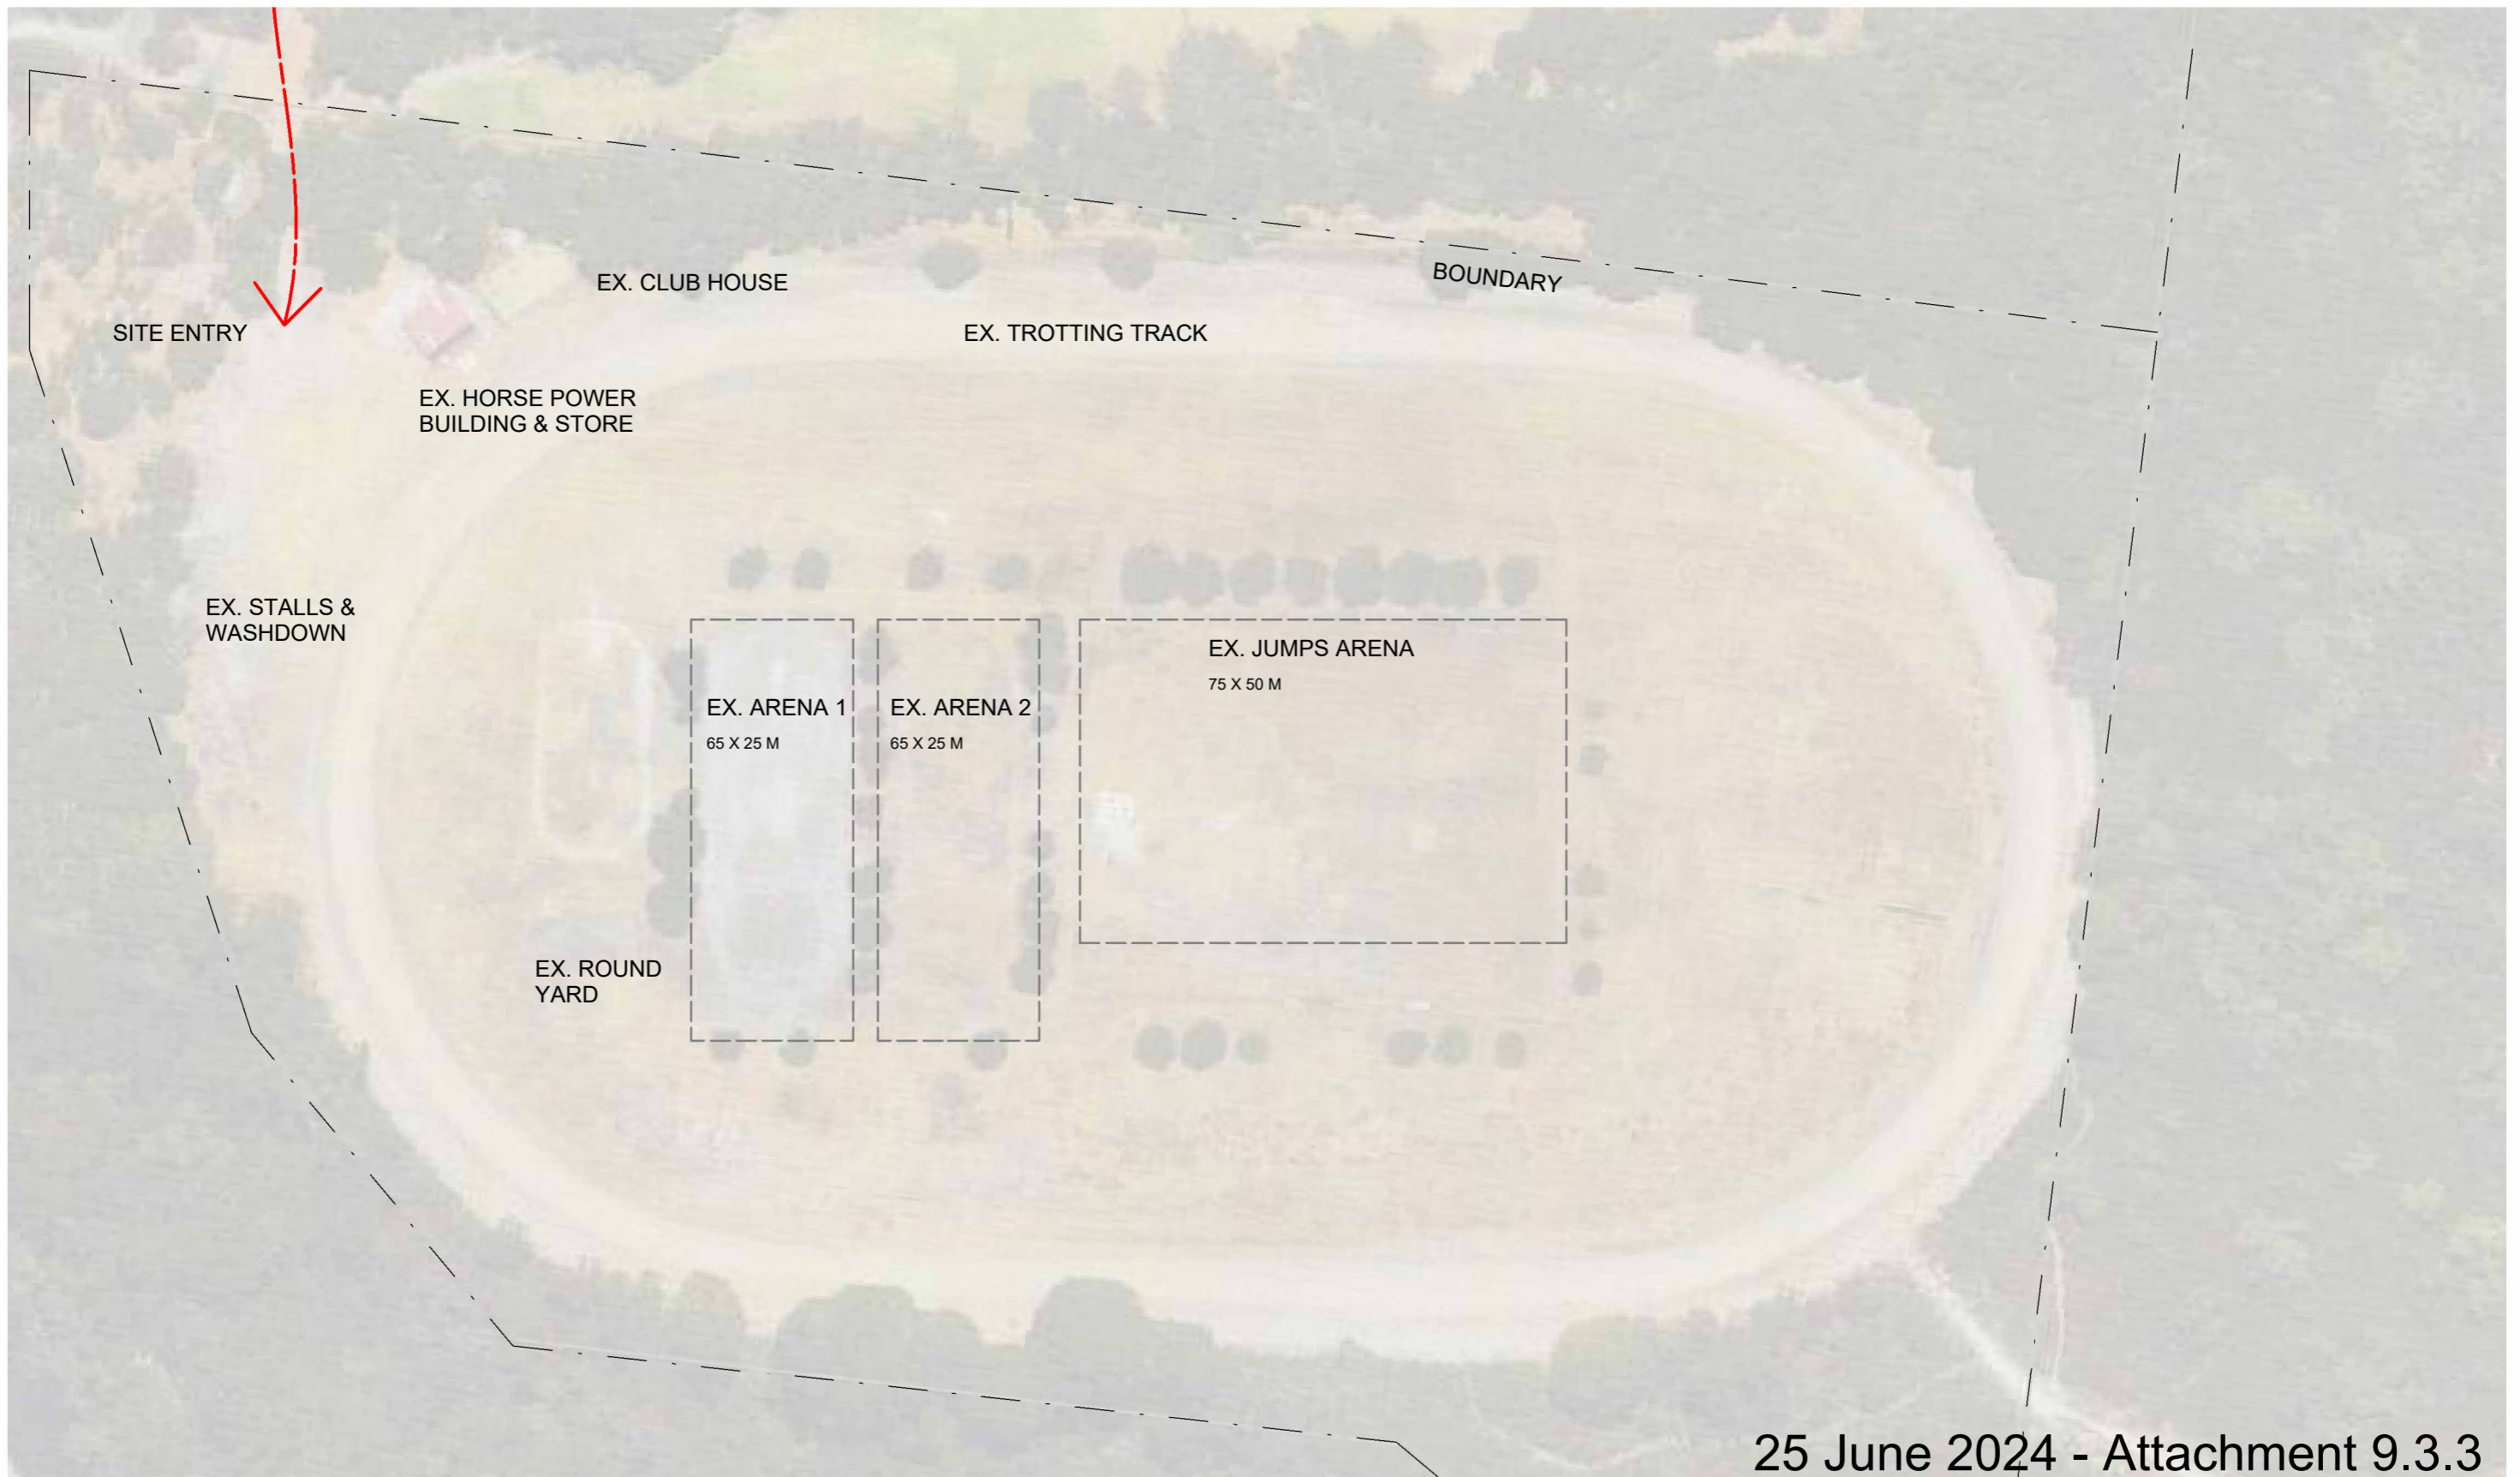 EX. CLUB HOUSE
BOUNDARY
SITE ENTRY
EX. TROTTING TRACK
EX. HORSE POWER
BUILDING & STORE
EX. STALLS &
WASHDOWN
EX. JUMPS ARENA
75 X 50 M
EX. ARENA 1
65 X 25 M
EX. ARENA 2
65 X 25 M
EX. ROUND
YARD
25 June 2024 - Attachment 9.3.3